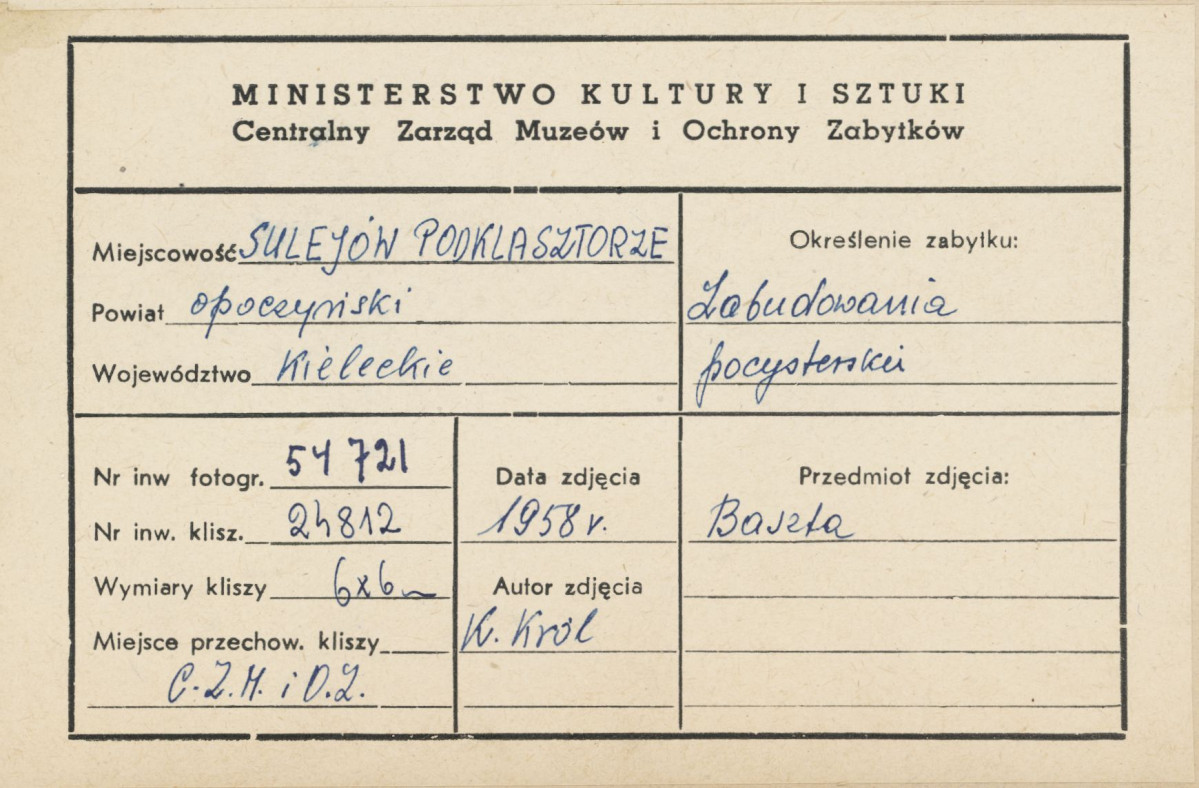 MINISTERSTWO KULTURY I SZTUKI
Centralny Zarząd Muzeów i Ochrony Zabytków
Miejscowość SULEJÓW PODKLASZTORZE
Powiat opoczyński
Województwo Kieleckie
Określenie zabytku:
Zabudowania
pocysterskie
Nr inw fotogr. 54 721
Nr inw. klisz. 24812
Wymiary kliszy 6x6
Miejsce przechow. kliszy
C.Z.M. i O.Z.
Data zdjęcia
1958 r.
Autor zdjęcia
K. Król
Przedmiot zdjęcia:
Baszta